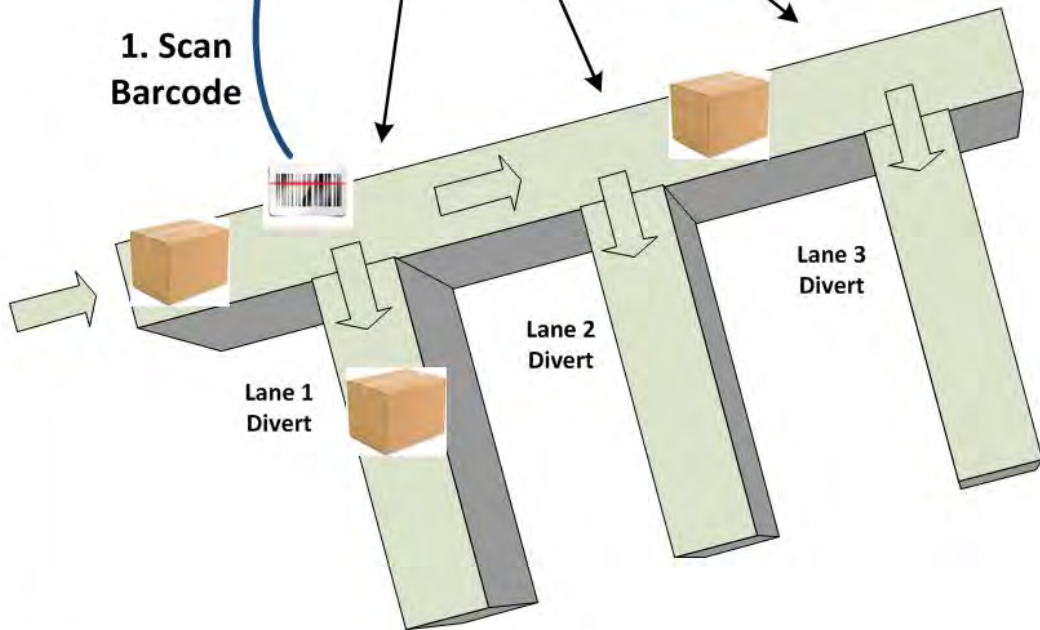 1. Scan
Barcode
Lane 3
Divert
Lane 2
Divert
Lane 1
Divert